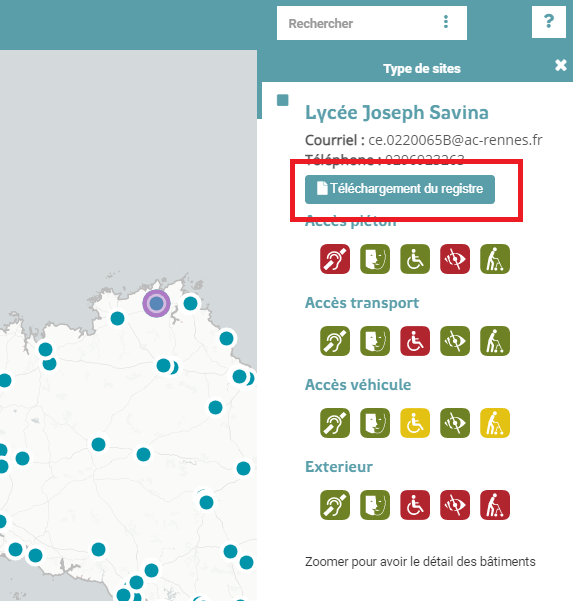 Rechercher
?
Type de sites
Lycée Joseph Savina
Courriel : ce.0220065B@ac-rennes.fr
Téléphone : 0296923263
Téléchargement du registre
Accès piéton
Accès transport
Accès véhicule
Exterieur
Zoomer pour avoir le détail des bâtiments